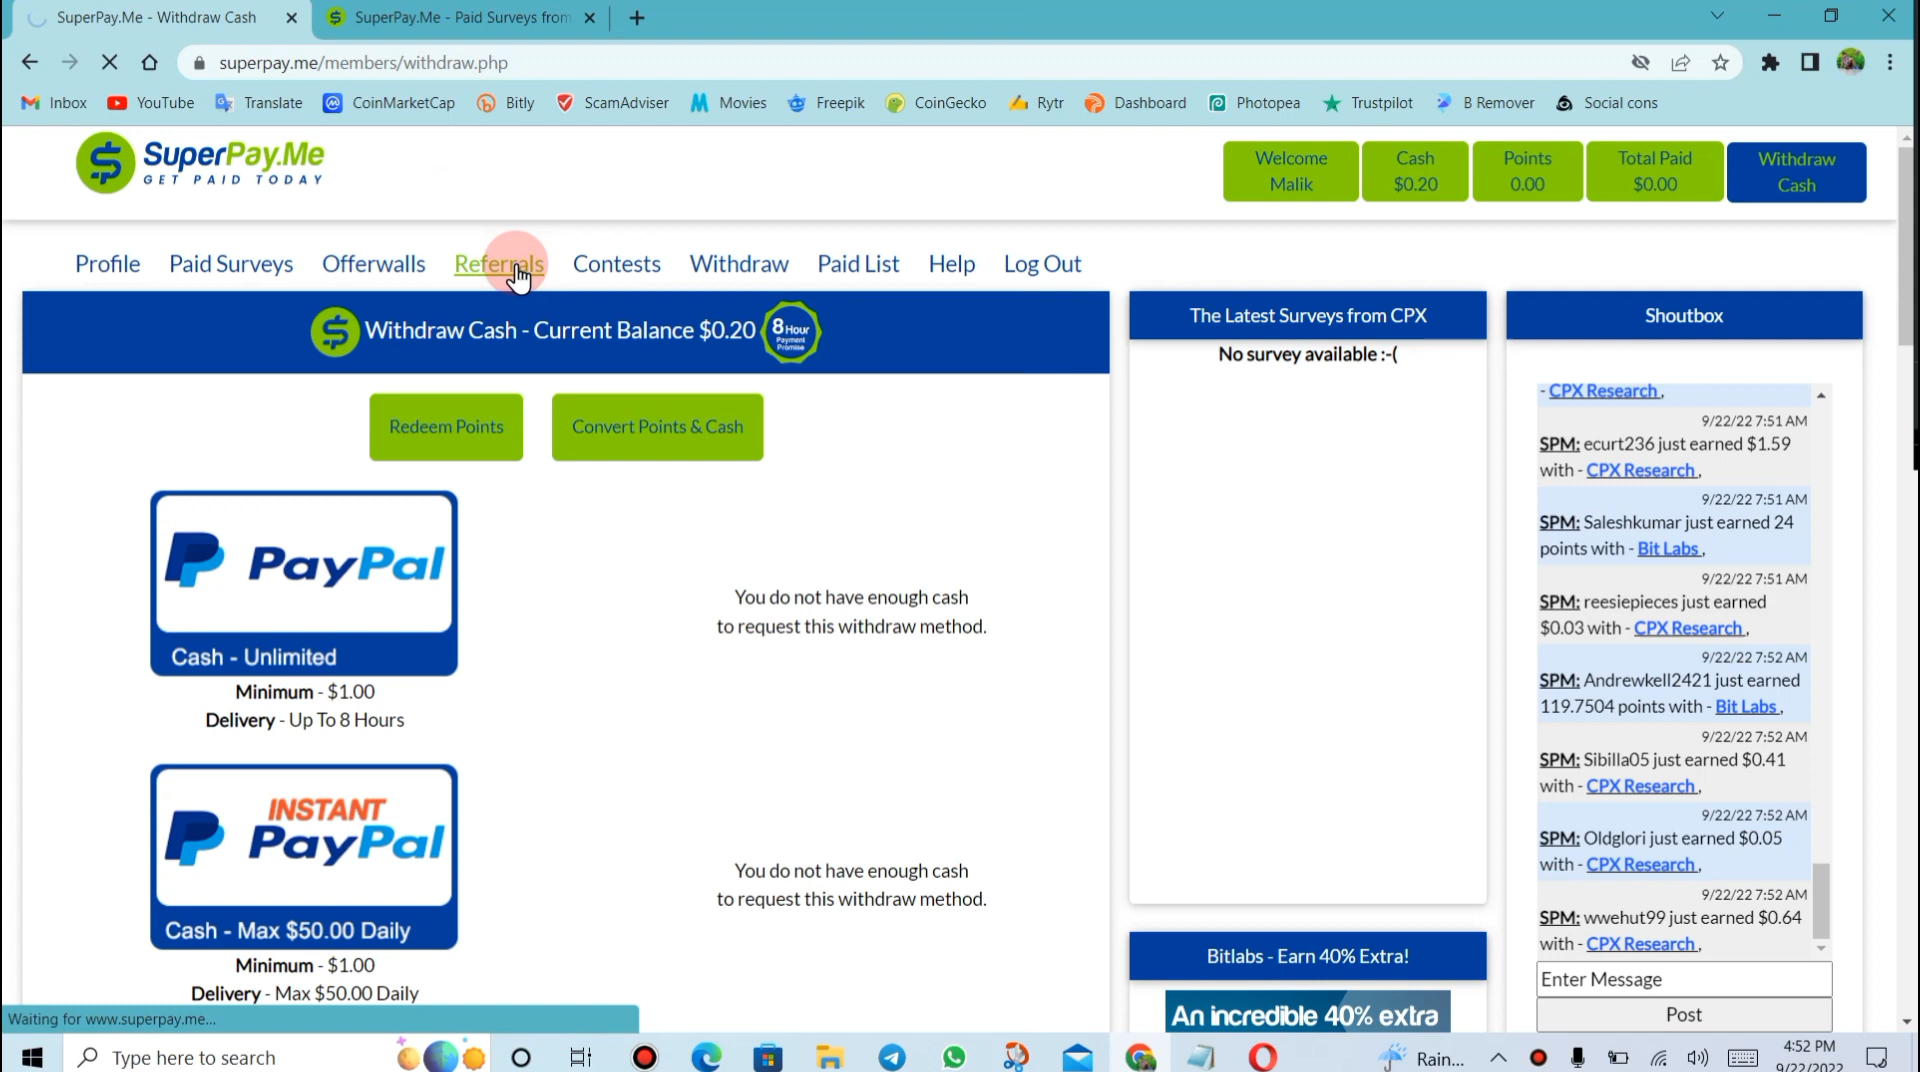 SuperPay.Me - Withdraw Cash
SuperPay.Me - Paid Surveys from
superpay.me/members/withdraw.php
Inbox
YouTube
Translate
CoinMarketCap
Bitly
ScamAdviser
Movies
Freepik
CoinGecko
Rytr
Dashboard
Photopea
Trustpilot
B Remover
Social cons
SuperPay.Me
GET PAID TODAY
Welcome
Malik
Cash
$0.20
Points
0.00
Total Paid
$0.00
Withdraw
Cash
Profile
Paid Surveys
Offerwalls
Referrals
Contests
Withdraw
Paid List
Help
Log Out
Withdraw Cash - Current Balance $0.20
8 Hour
Payment
Promise
Redeem Points
Convert Points & Cash
PayPal
Cash - Unlimited
Minimum - $1.00
Delivery - Up To 8 Hours
You do not have enough cash
to request this withdraw method.
INSTANT
PayPal
Cash - Max $50.00 Daily
Minimum - $1.00
Delivery - Max $50.00 Daily
You do not have enough cash
to request this withdraw method.
The Latest Surveys from CPX
No survey available :-(
Bitlabs - Earn 40% Extra!
An incredible 40% extra
Shoutbox
- CPX Research ,
9/22/22 7:51 AM
SPM: ecurt236 just earned $1.59
with - CPX Research ,
9/22/22 7:51 AM
SPM: Saleshkumar just earned 24
points with - Bit Labs ,
9/22/22 7:51 AM
SPM: reesiepieces just earned
$0.03 with - CPX Research ,
9/22/22 7:52 AM
SPM: Andrewkell2421 just earned
119.7504 points with - Bit Labs ,
9/22/22 7:52 AM
SPM: Sibilla05 just earned $0.41
with - CPX Research ,
9/22/22 7:52 AM
SPM: Oldglori just earned $0.05
with - CPX Research ,
9/22/22 7:52 AM
SPM: wwehut99 just earned $0.64
with - CPX Research ,
Enter Message
Post
Waiting for www.superpay.me...
Type here to search
Rain...
4:52 PM
9/22/2022